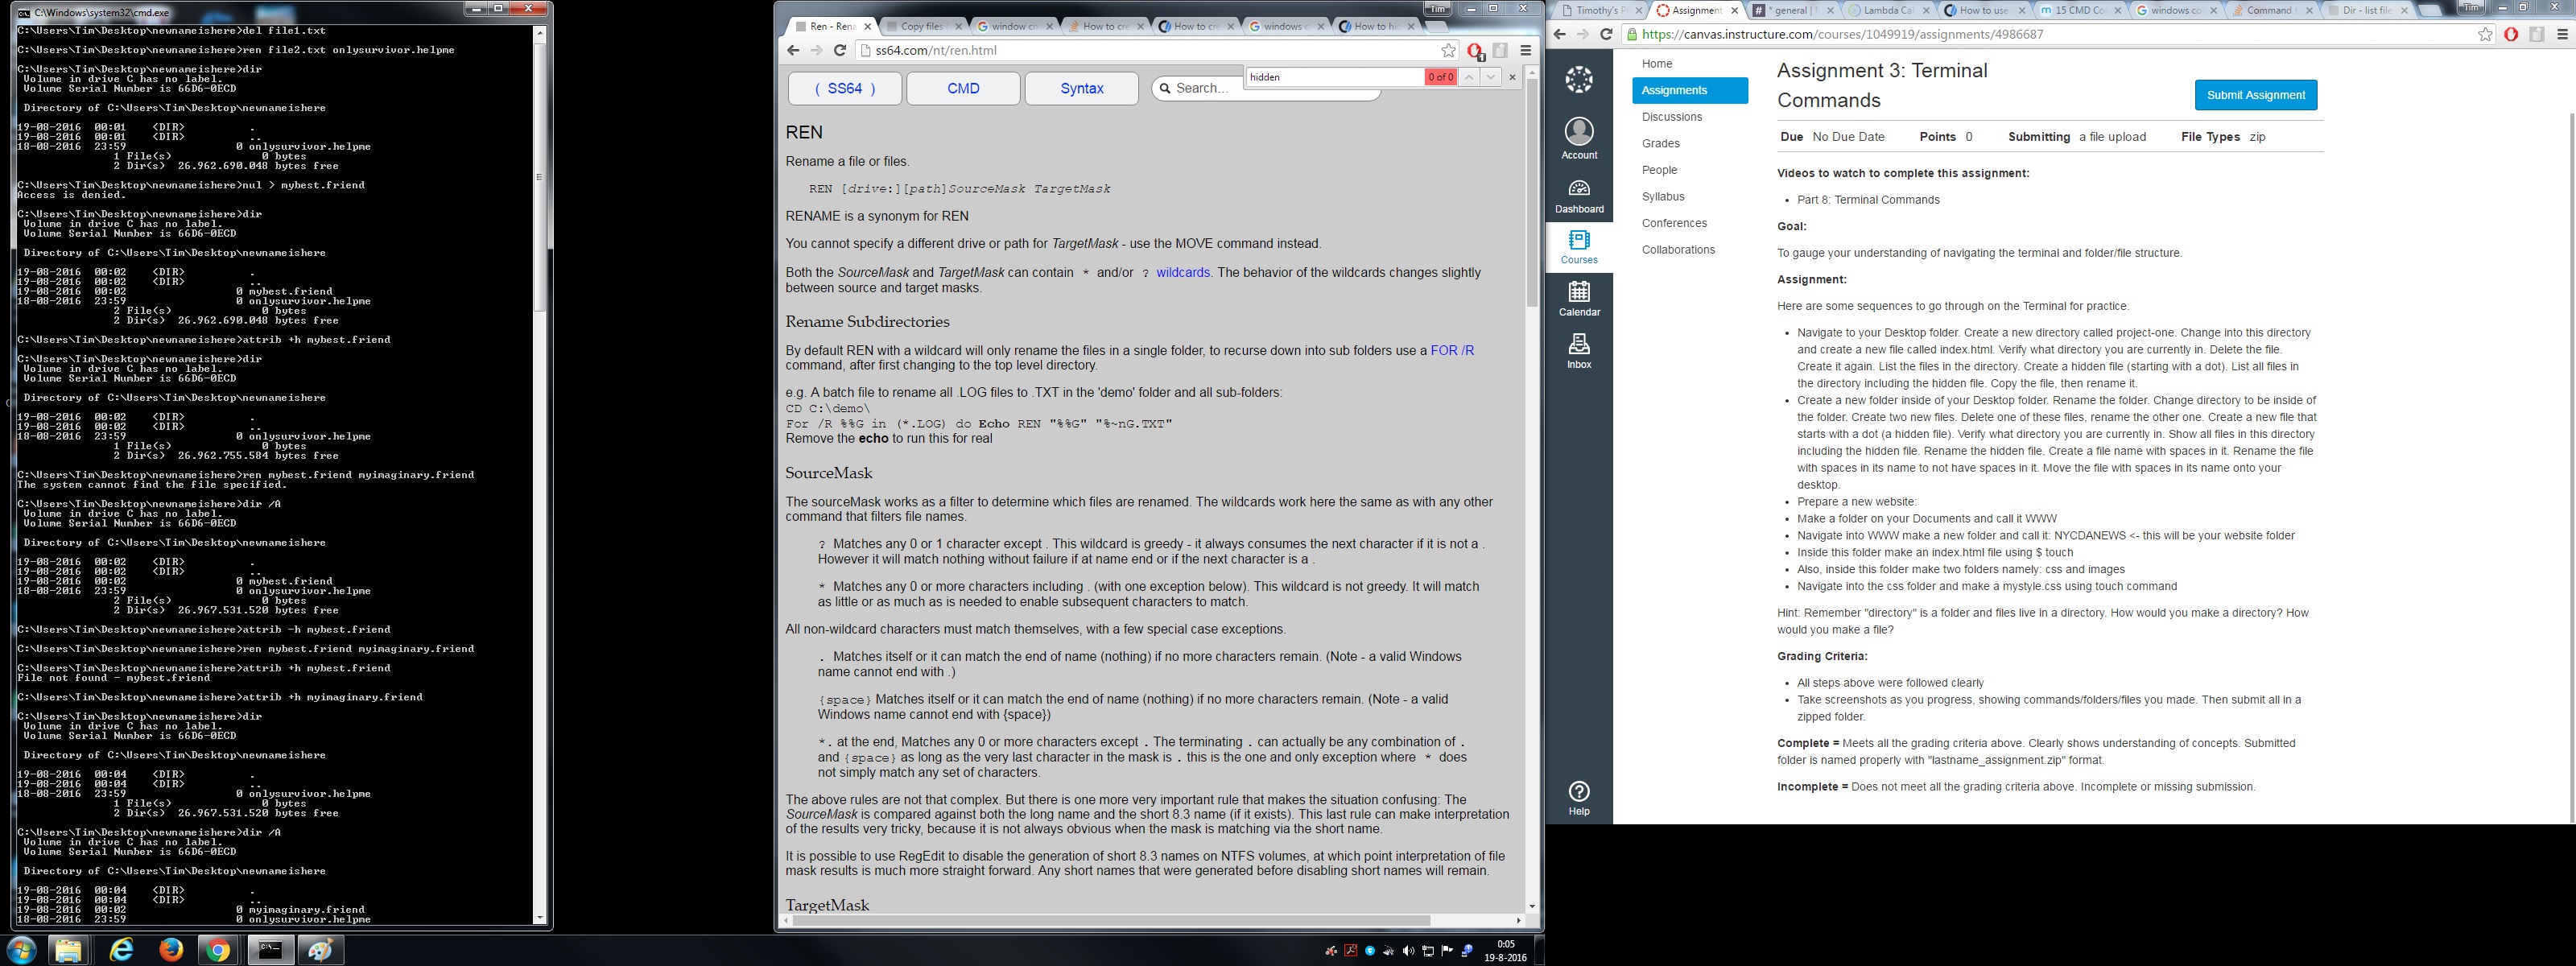 C:\Windows\system32\cmd.exe
C:\Users\Tim\Desktop\newnameishere>del file1.txt
C:\Users\Tim\Desktop\newnameishere>ren file2.txt onlysurvivor.helpme
C:\Users\Tim\Desktop\newnameishere>dir
Volume in drive C has no label.
Volume Serial Number is 66D6-0ECD
Directory of C:\Users\Tim\Desktop\newnameishere
19-08-2016 00:01 <DIR> .
19-08-2016 00:01 <DIR> ..
18-08-2016 23:59 0 onlysurvivor.helpme
1 File(s) 0 bytes
2 Dir(s) 26.962.690.048 bytes free
C:\Users\Tim\Desktop\newnameishere>nul > mybest.friend
Access is denied.
C:\Users\Tim\Desktop\newnameishere>dir
Volume in drive C has no label.
Volume Serial Number is 66D6-0ECD
Directory of C:\Users\Tim\Desktop\newnameishere
19-08-2016 00:02 <DIR> .
19-08-2016 00:02 <DIR> ..
19-08-2016 00:02 0 mybest.friend
18-08-2016 23:59 0 onlysurvivor.helpme
2 File(s) 0 bytes
2 Dir(s) 26.962.690.048 bytes free
C:\Users\Tim\Desktop\newnameishere>attrib +h mybest.friend
C:\Users\Tim\Desktop\newnameishere>dir
Volume in drive C has no label.
Volume Serial Number is 66D6-0ECD
Directory of C:\Users\Tim\Desktop\newnameishere
19-08-2016 00:02 <DIR> .
19-08-2016 00:02 <DIR> ..
18-08-2016 23:59 0 onlysurvivor.helpme
1 File(s) 0 bytes
2 Dir(s) 26.962.755.584 bytes free
C:\Users\Tim\Desktop\newnameishere>ren mybest.friend myimaginary.friend
The system cannot find the file specified.
C:\Users\Tim\Desktop\newnameishere>dir /A
Volume in drive C has no label.
Volume Serial Number is 66D6-0ECD
Directory of C:\Users\Tim\Desktop\newnameishere
19-08-2016 00:02 <DIR> .
19-08-2016 00:02 <DIR> ..
19-08-2016 00:02 0 mybest.friend
18-08-2016 23:59 0 onlysurvivor.helpme
2 File(s) 0 bytes
2 Dir(s) 26.967.531.520 bytes free
C:\Users\Tim\Desktop\newnameishere>attrib -h mybest.friend
C:\Users\Tim\Desktop\newnameishere>ren mybest.friend myimaginary.friend
C:\Users\Tim\Desktop\newnameishere>attrib +h mybest.friend
File not found - mybest.friend
C:\Users\Tim\Desktop\newnameishere>attrib +h myimaginary.friend
C:\Users\Tim\Desktop\newnameishere>dir
Volume in drive C has no label.
Volume Serial Number is 66D6-0ECD
Directory of C:\Users\Tim\Desktop\newnameishere
19-08-2016 00:04 <DIR> .
19-08-2016 00:04 <DIR> ..
18-08-2016 23:59 0 onlysurvivor.helpme
1 File(s) 0 bytes
2 Dir(s) 26.967.531.520 bytes free
C:\Users\Tim\Desktop\newnameishere>dir /A
Volume in drive C has no label.
Volume Serial Number is 66D6-0ECD
Directory of C:\Users\Tim\Desktop\newnameishere
19-08-2016 00:04 <DIR> .
19-08-2016 00:04 <DIR> ..
19-08-2016 00:02 0 myimaginary.friend
18-08-2016 23:59 0 onlysurvivor.helpme
Tim
Ren - Rena Copy files window cm How to cre How to cre windows c How to hid
ss64.com/nt/ren.html
hidden 0 of 0
( SS64 ) CMD Syntax Search...
REN
Rename a file or files.
REN [drive:][path]SourceMask TargetMask
RENAME is a synonym for REN
You cannot specify a different drive or path for TargetMask - use the MOVE command instead.
Both the SourceMask and TargetMask can contain * and/or ? wildcards. The behavior of the wildcards changes slightly
between source and target masks.
Rename Subdirectories
By default REN with a wildcard will only rename the files in a single folder, to recurse down into sub folders use a FOR /R
command, after first changing to the top level directory.
e.g. A batch file to rename all .LOG files to .TXT in the 'demo' folder and all sub-folders:
CD C:\demo\
For /R %%G in (*.LOG) do Echo REN "%%G" "%~nG.TXT"
Remove the echo to run this for real
SourceMask
The sourceMask works as a filter to determine which files are renamed. The wildcards work here the same as with any other
command that filters file names.
? Matches any 0 or 1 character except . This wildcard is greedy - it always consumes the next character if it is not a .
However it will match nothing without failure if at name end or if the next character is a .
* Matches any 0 or more characters including . (with one exception below). This wildcard is not greedy. It will match
as little or as much as is needed to enable subsequent characters to match.
All non-wildcard characters must match themselves, with a few special case exceptions.
. Matches itself or it can match the end of name (nothing) if no more characters remain. (Note - a valid Windows
name cannot end with .)
{space} Matches itself or it can match the end of name (nothing) if no more characters remain. (Note - a valid
Windows name cannot end with {space})
*. at the end, Matches any 0 or more characters except . The terminating . can actually be any combination of .
and {space} as long as the very last character in the mask is . this is the one and only exception where * does
not simply match any set of characters.
The above rules are not that complex. But there is one more very important rule that makes the situation confusing: The
SourceMask is compared against both the long name and the short 8.3 name (if it exists). This last rule can make interpretation
of the results very tricky, because it is not always obvious when the mask is matching via the short name.
It is possible to use RegEdit to disable the generation of short 8.3 names on NTFS volumes, at which point interpretation of file
mask results is much more straight forward. Any short names that were generated before disabling short names will remain.
TargetMask
0:05
19-8-2016
Timothy's P Assignment * general | Lambda Cal How to use 15 CMD Co windows co Command Dir - list file Tim
https://canvas.instructure.com/courses/1049919/assignments/4986687
Account
Dashboard
Courses
Calendar
Inbox
Help
Home
Assignments
Discussions
Grades
People
Syllabus
Conferences
Collaborations
Assignment 3: Terminal
Commands
Submit Assignment
Due No Due Date Points 0 Submitting a file upload File Types zip
Videos to watch to complete this assignment:
• Part 8: Terminal Commands
Goal:
To gauge your understanding of navigating the terminal and folder/file structure.
Assignment:
Here are some sequences to go through on the Terminal for practice.
• Navigate to your Desktop folder. Create a new directory called project-one. Change into this directory
and create a new file called index.html. Verify what directory you are currently in. Delete the file.
Create it again. List the files in the directory. Create a hidden file (starting with a dot). List all files in
the directory including the hidden file. Copy the file, then rename it.
• Create a new folder inside of your Desktop folder. Rename the folder. Change directory to be inside of
the folder. Create two new files. Delete one of these files, rename the other one. Create a new file that
starts with a dot (a hidden file). Verify what directory you are currently in. Show all files in this directory
including the hidden file. Rename the hidden file. Create a file name with spaces in it. Rename the file
with spaces in its name to not have spaces in it. Move the file with spaces in its name onto your
desktop.
• Prepare a new website:
• Make a folder on your Documents and call it WWW
• Navigate into WWW make a new folder and call it: NYCDANEWS <- this will be your website folder
• Inside this folder make an index.html file using $ touch
• Also, inside this folder make two folders namely: css and images
• Navigate into the css folder and make a mystyle.css using touch command
Hint: Remember "directory" is a folder and files live in a directory. How would you make a directory? How
would you make a file?
Grading Criteria:
• All steps above were followed clearly
• Take screenshots as you progress, showing commands/folders/files you made. Then submit all in a
zipped folder.
Complete = Meets all the grading criteria above. Clearly shows understanding of concepts. Submitted
folder is named properly with "lastname_assignment.zip" format.
Incomplete = Does not meet all the grading criteria above. Incomplete or missing submission.